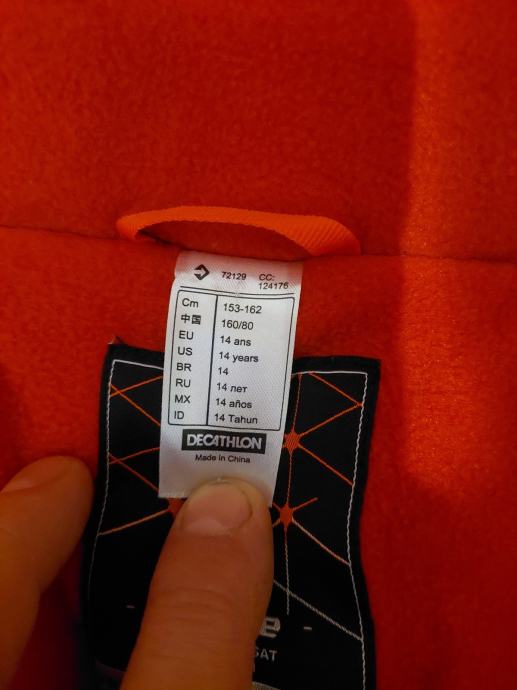 72129 CC: 124176
Cm 153-162
中国 160/80
EU 14 ans
US 14 years
BR 14
RU 14 лет
MX 14 años
ID 14 Tahun
DECATHLON
Made in China